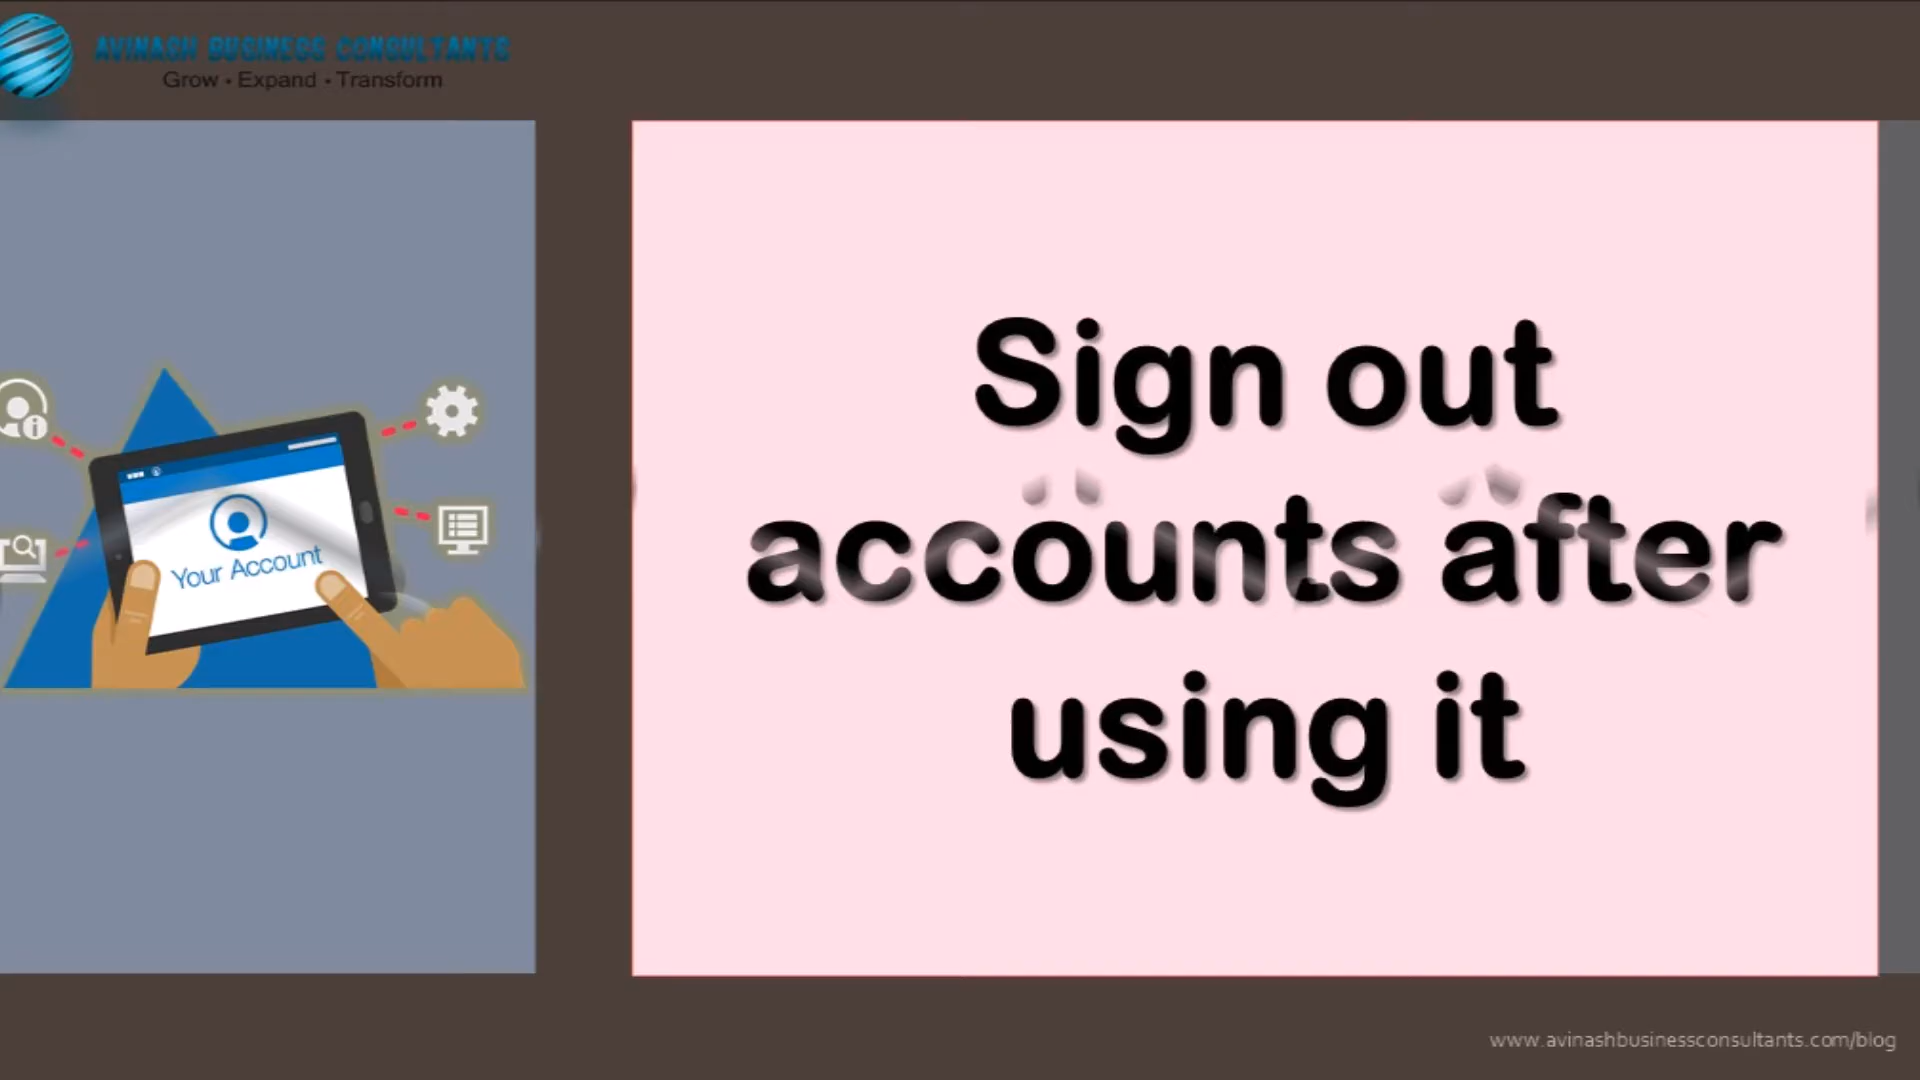 AVINASH BUSINESS CONSULTANTS
Grow • Expand • Transform
Your Account
Sign out
accounts after
using it
www.avinashbusinessconsultants.com/blog